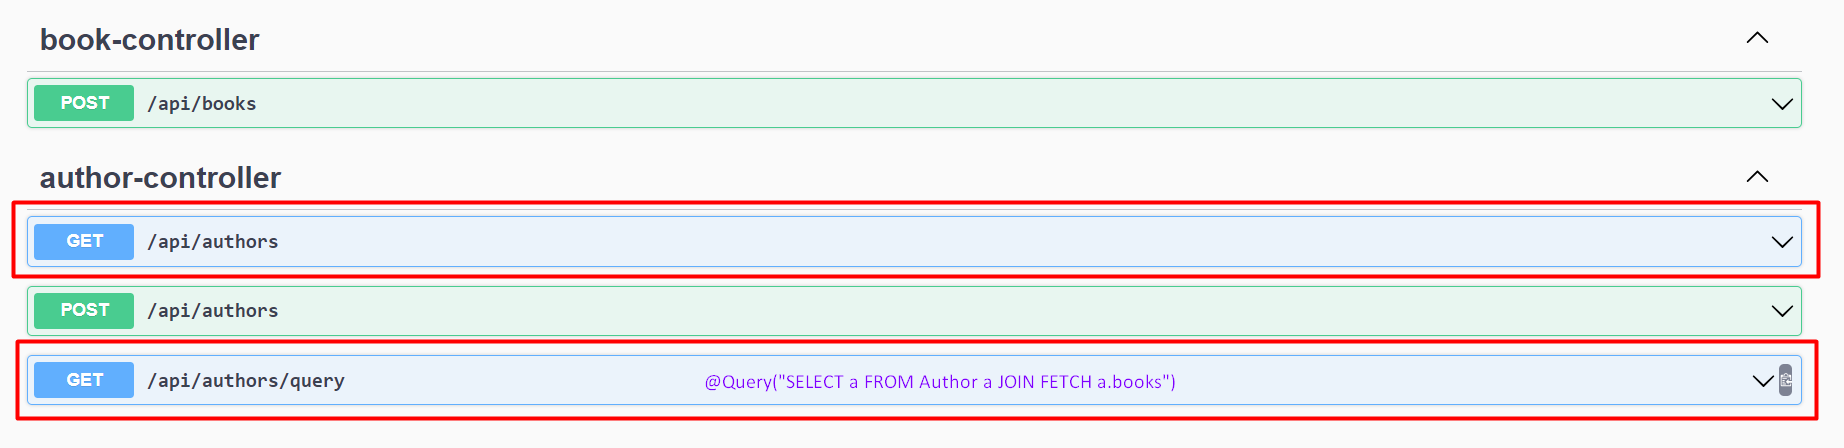 book-controller
POST /api/books
author-controller
GET /api/authors
POST /api/authors
GET /api/authors/query @Query("SELECT a FROM Author a JOIN FETCH a.books")